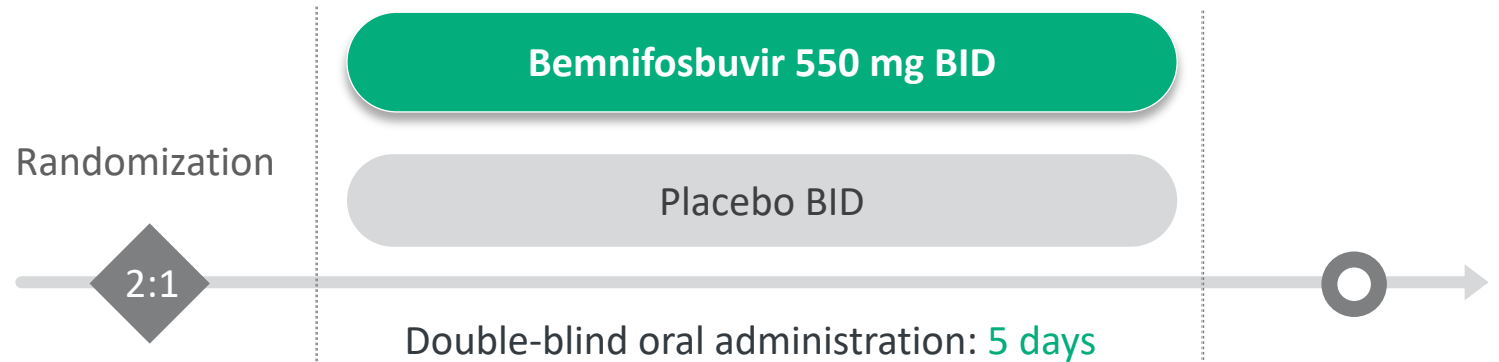 Bemnifosbuvir 550 mg BID
Randomization
Placebo BID
2:1
Double-blind oral administration: 5 days